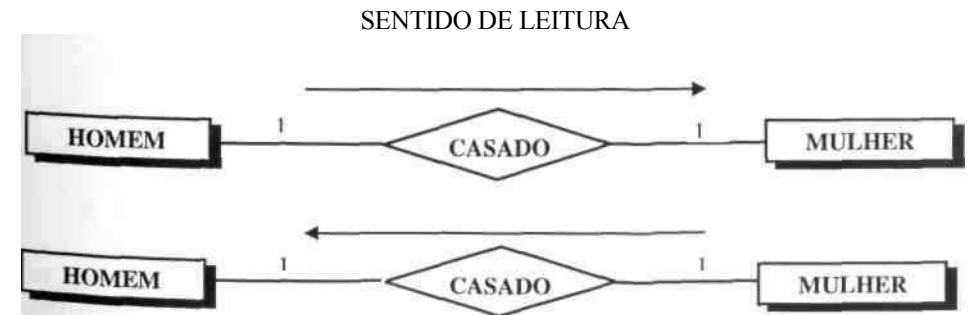 SENTIDO DE LEITURA
HOMEM 1 CASADO 1 MULHER
HOMEM 1 CASADO 1 MULHER